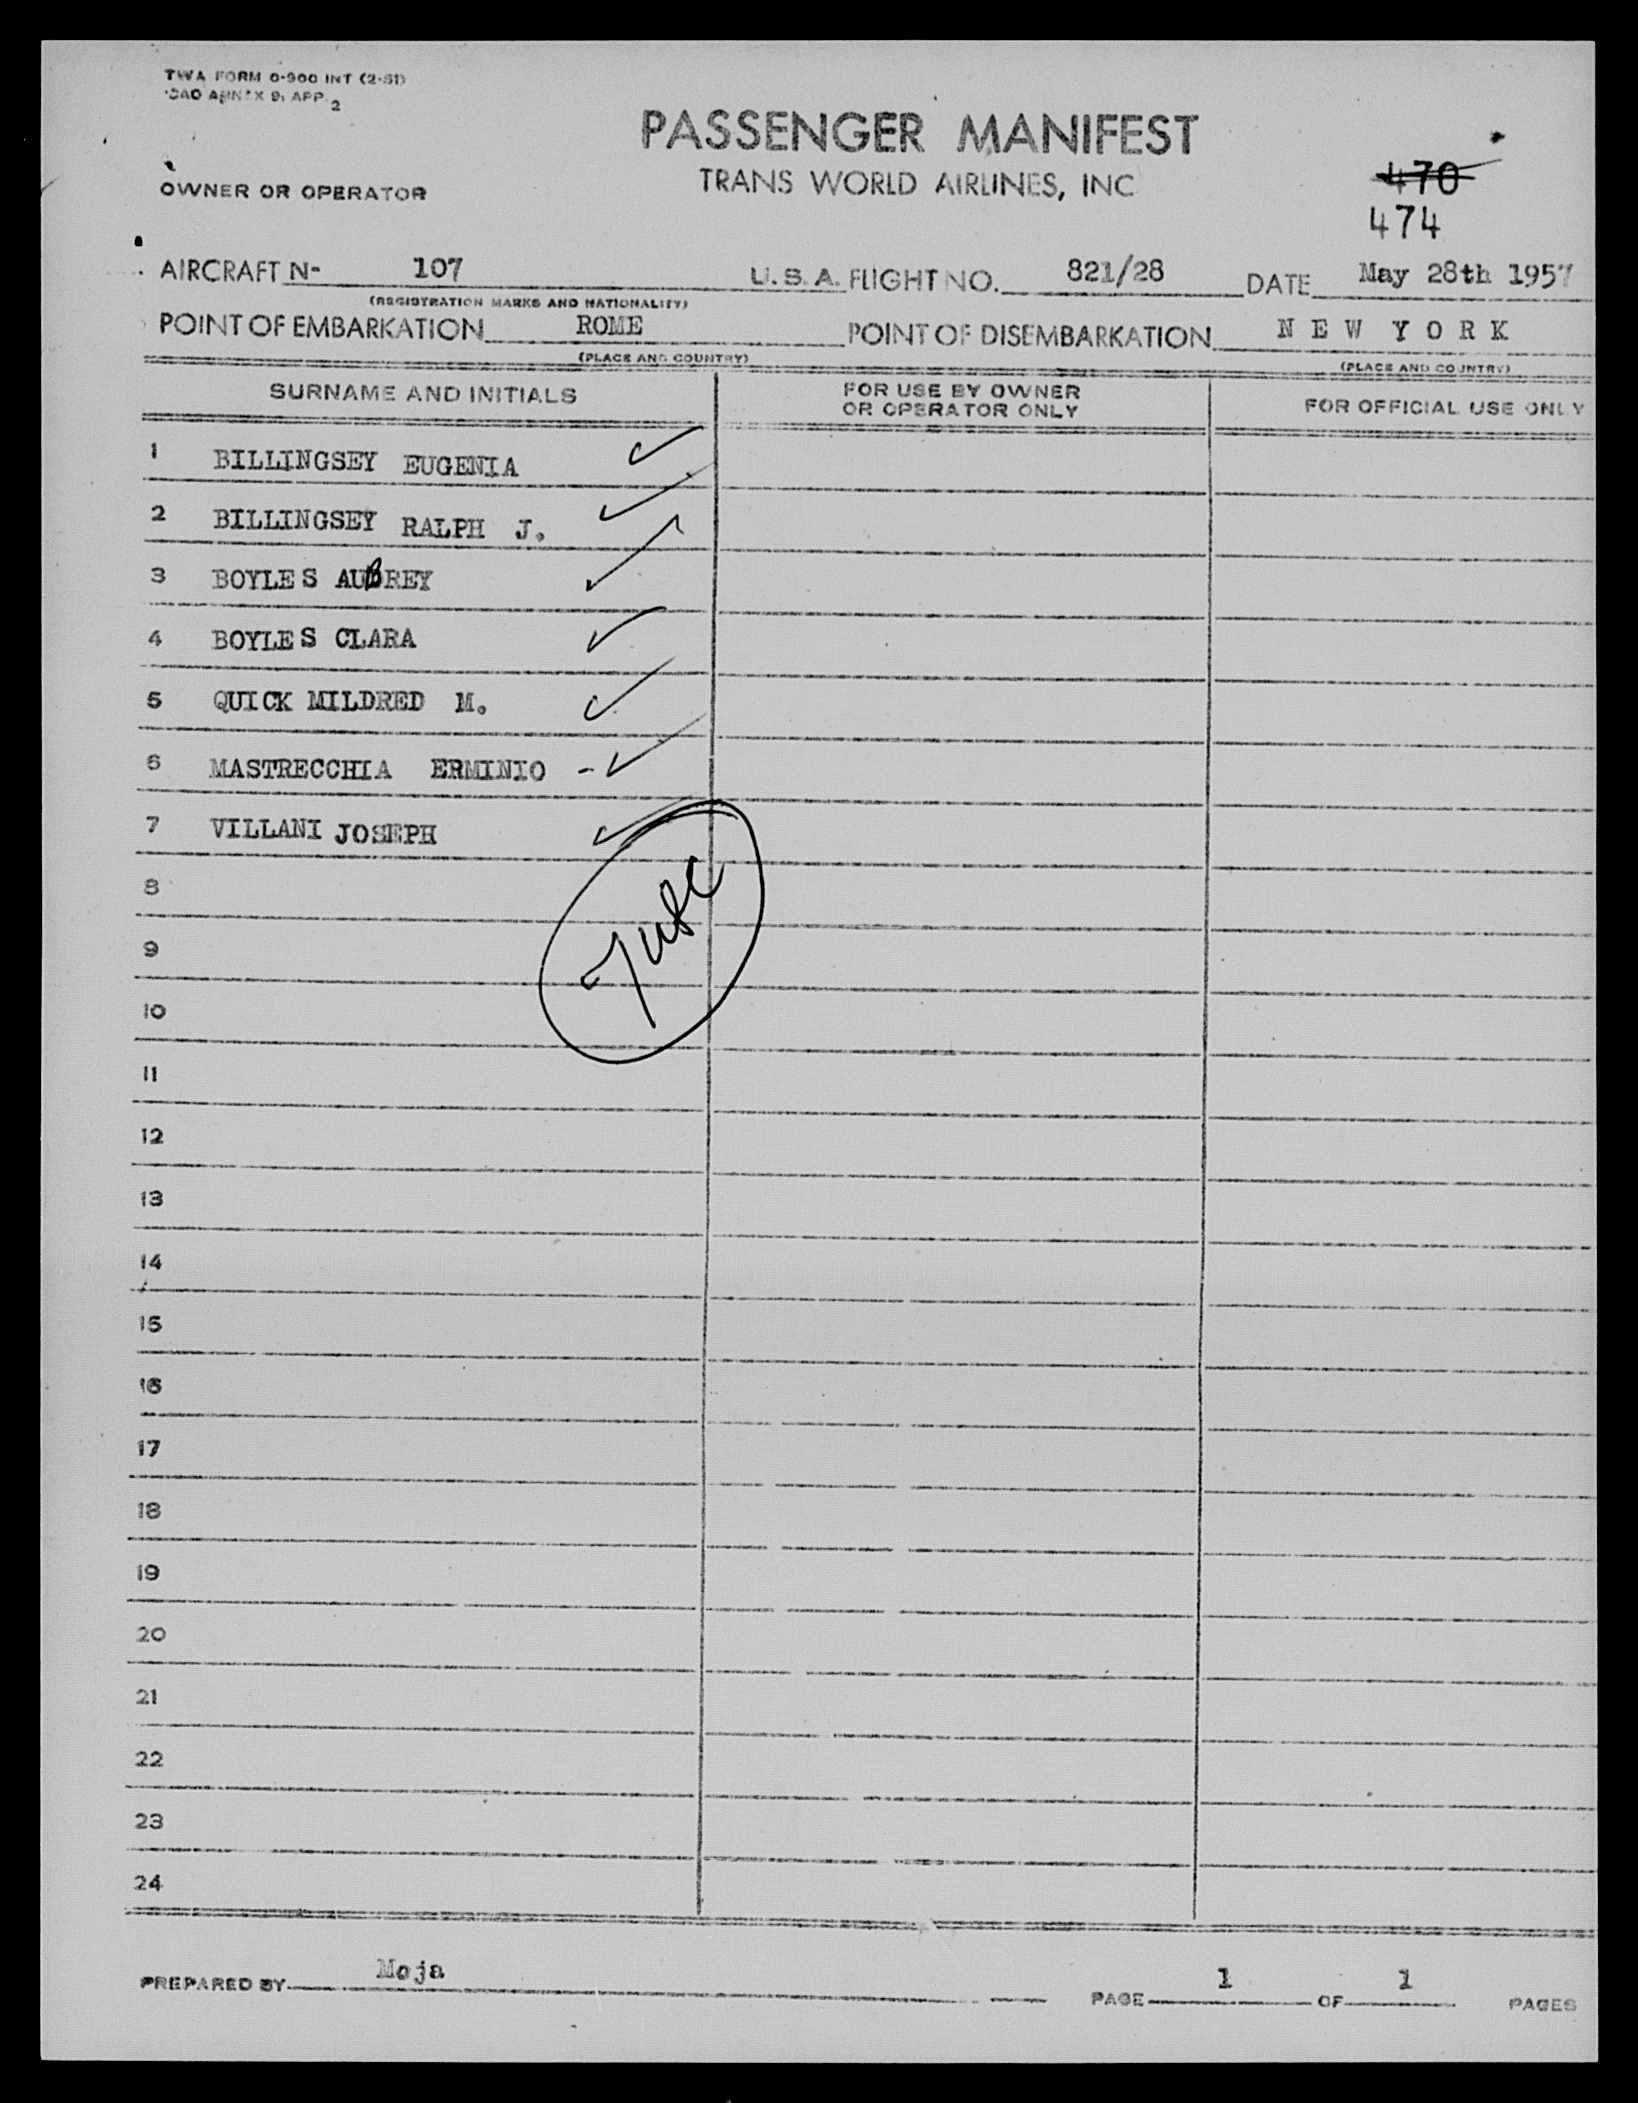 TWA FORM 0-900 INT (2-51)
ICAO ANNEX 9, APP. 2
PASSENGER MANIFEST
TRANS WORLD AIRLINES, INC
OWNER OR OPERATOR
470
474
AIRCRAFT N- 107 U.S.A. FLIGHT NO. 821/28 DATE May 28th 1957
(REGISTRATION MARKS AND NATIONALITY)
POINT OF EMBARKATION ROME POINT OF DISEMBARKATION NEW YORK
(PLACE AND COUNTRY) (PLACE AND COUNTRY)
SURNAME AND INITIALS FOR USE BY OWNER OR OPERATOR ONLY FOR OFFICIAL USE ONLY
1 BILLINGSEY EUGENIA
2 BILLINGSEY RALPH J.
3 BOYLES AUBREY
4 BOYLES CLARA
5 QUICK MILDRED M.
6 MASTRECCHIA ERMINIO -
7 VILLANI JOSEPH
8
9
10
11
12
13
14
15
16
17
18
19
20
21
22
23
24
PREPARED BY Moja PAGE 1 OF 1 PAGES